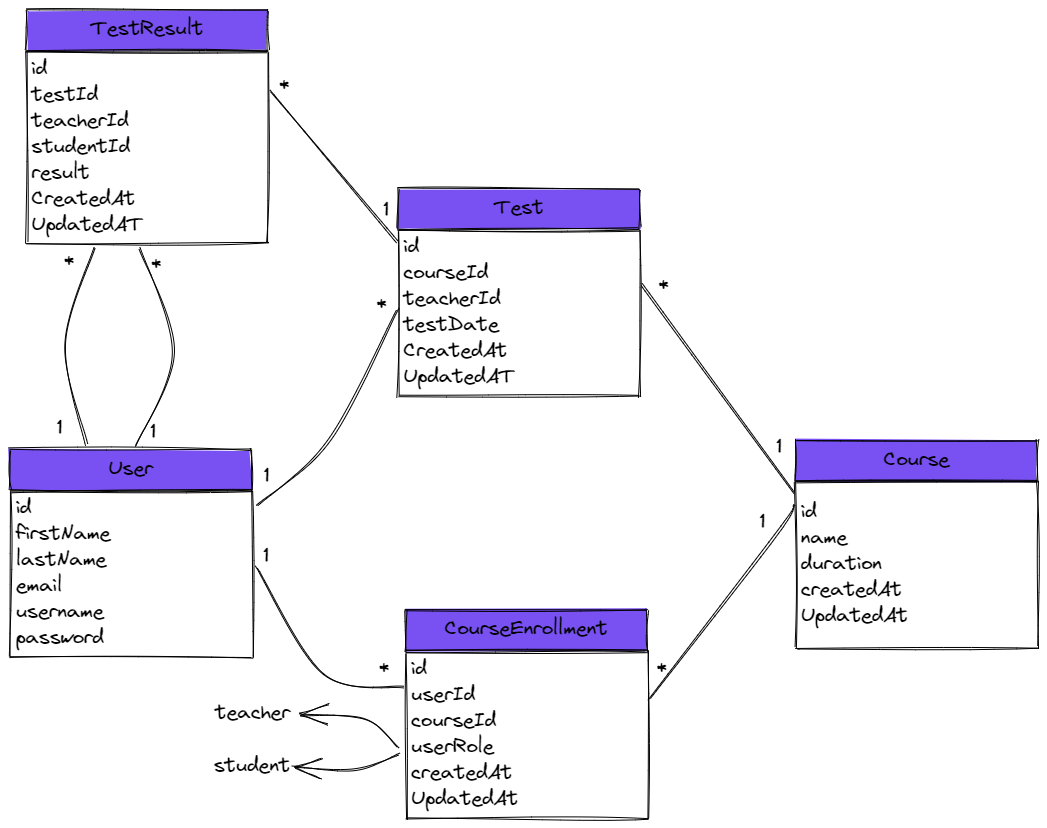 TestResult
id
testId
teacherId
studentId
result
CreatedAt
UpdatedAT
*
1
Test
id
courseId
teacherId
testDate
CreatedAt
UpdatedAT
*
*
*
*
1
1
1
1
User
id
firstName
lastName
email
username
password
1
1
Course
id
name
duration
createdAt
UpdatedAt
*
*
CourseEnrollment
id
userId
courseId
userRole
createdAt
UpdatedAt
teacher
student